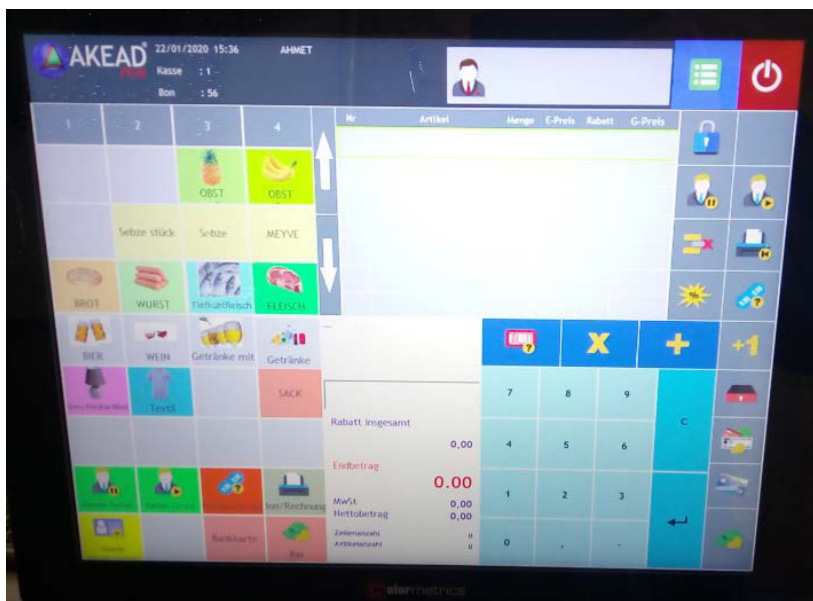 AKEAD
22/01/2020 15:36 AHMET
Kasse : 1
Bon : 56
1 2 3 4
Nr Artikel Menge E-Preis Rabatt G-Preis
OBST OBST
Sebze stück Sebze MEYVE
BROT WURST Tiefkühlfleisch FLEISCH
BIER WEIN Getränke mit Getränke
Textil SACK
Bon/Rechnung
Bankkarte Bar
Rabatt Insgesamt
0,00
Endbetrag
0.00
MwSt 0,00
Nettobetrag 0,00
Zeilenanzahl 0
Artikelanzahl 0
% ?
? X + +1
7 8 9 C
4 5 6
1 2 3
0 , -
colormetrics